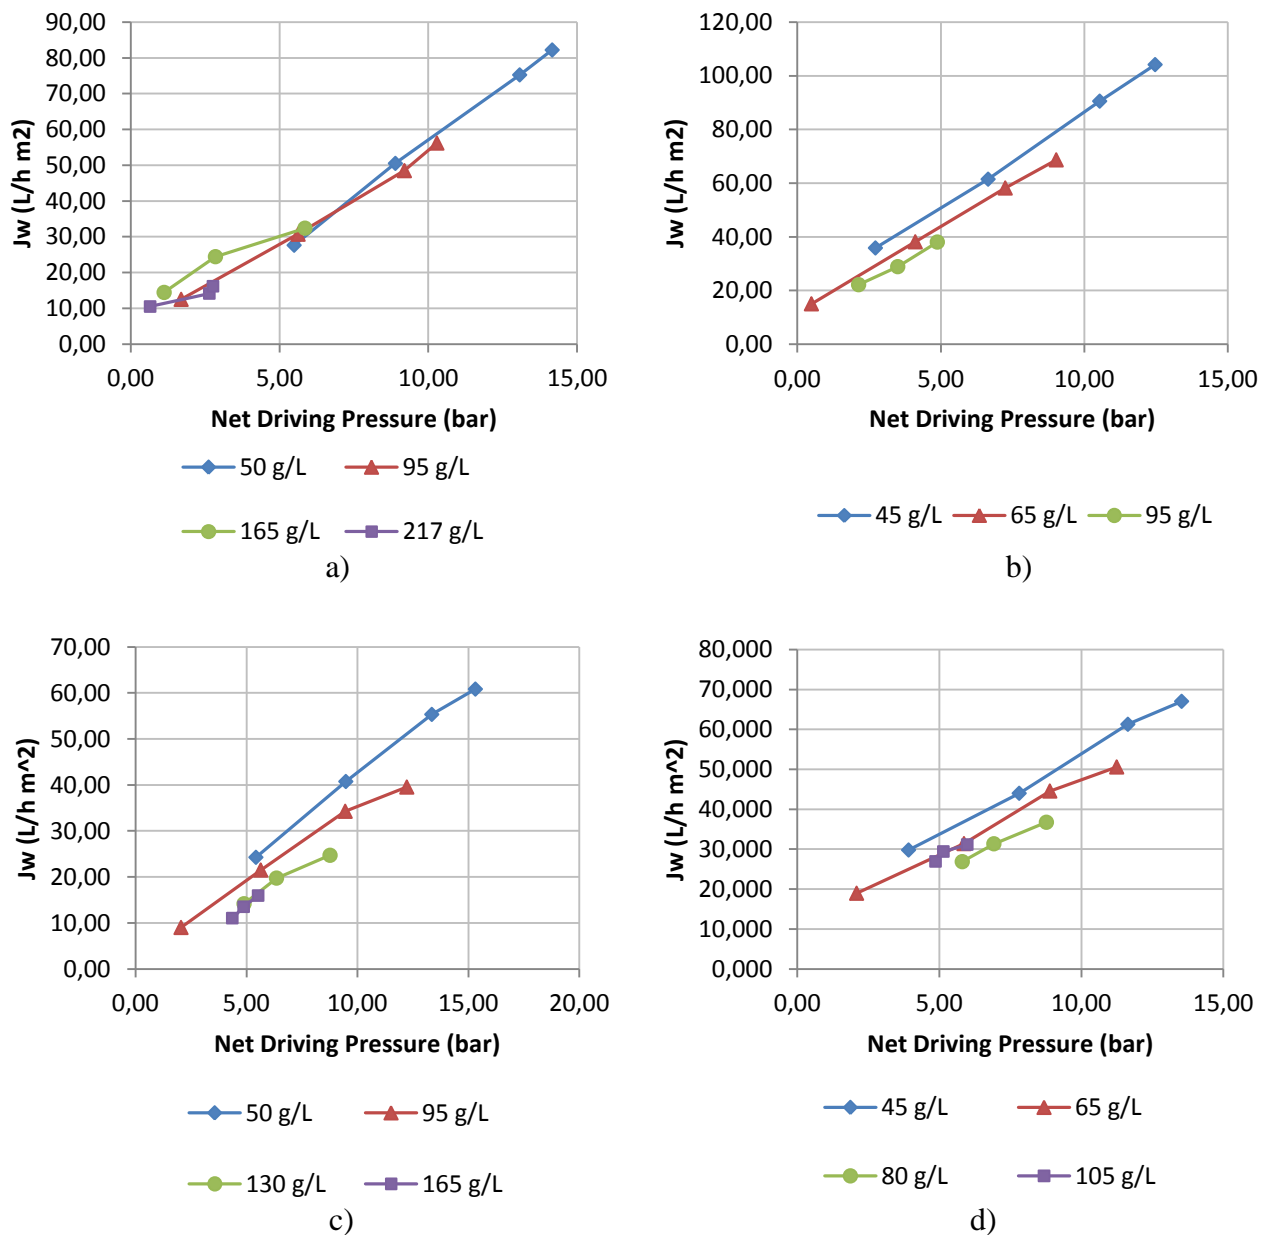 90,00
80,00
70,00
60,00
50,00
40,00
30,00
20,00
10,00
0,00
Jw (L/h m2)
0,00 5,00 10,00 15,00
Net Driving Pressure (bar)
50 g/L 95 g/L
165 g/L 217 g/L
a)
120,00
100,00
80,00
60,00
40,00
20,00
0,00
Jw (L/h m2)
0,00 5,00 10,00 15,00
Net Driving Pressure (bar)
45 g/L 65 g/L 95 g/L
b)
70,00
60,00
50,00
40,00
30,00
20,00
10,00
0,00
Jw (L/h m^2)
0,00 5,00 10,00 15,00 20,00
Net Driving Pressure (bar)
50 g/L 95 g/L
130 g/L 165 g/L
c)
80,000
70,000
60,000
50,000
40,000
30,000
20,000
10,000
0,000
Jw (L/h m^2)
0,00 5,00 10,00 15,00
Net Driving Pressure (bar)
45 g/L 65 g/L
80 g/L 105 g/L
d)